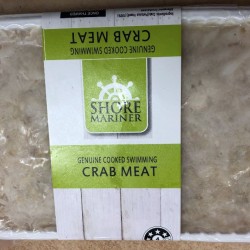 CRAB MEAT
GENUINE COOKED SWIMMING
SHORE
MARINER
GENUINE COOKED SWIMMING
CRAB MEAT